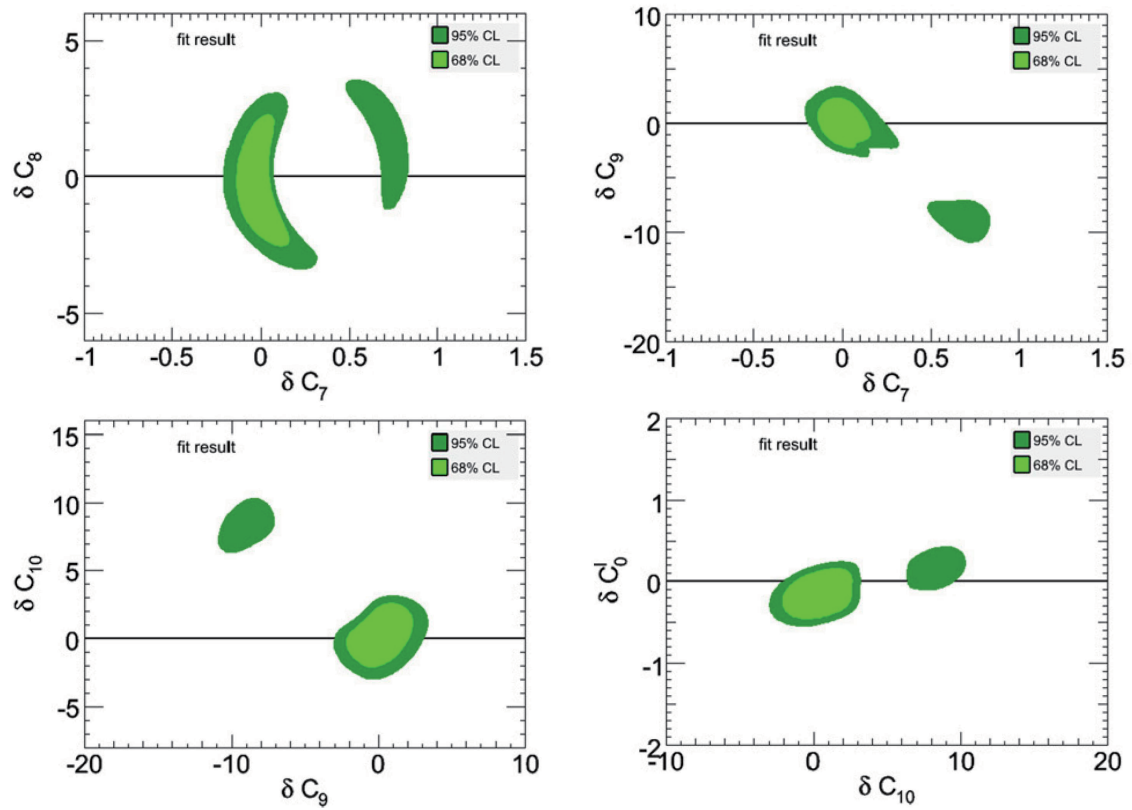 5
0
-5
δ C8
fit result
95% CL
68% CL
-1 -0.5 0 0.5 1 1.5
δ C7
10
0
-10
-20
δ C9
fit result
95% CL
68% CL
-1 -0.5 0 0.5 1 1.5
δ C7
15
10
5
0
-5
δ C10
fit result
95% CL
68% CL
-20 -10 0 10
δ C9
2
1
0
-1
-2
δ C0l
fit result
95% CL
68% CL
-10 0 10 20
δ C10